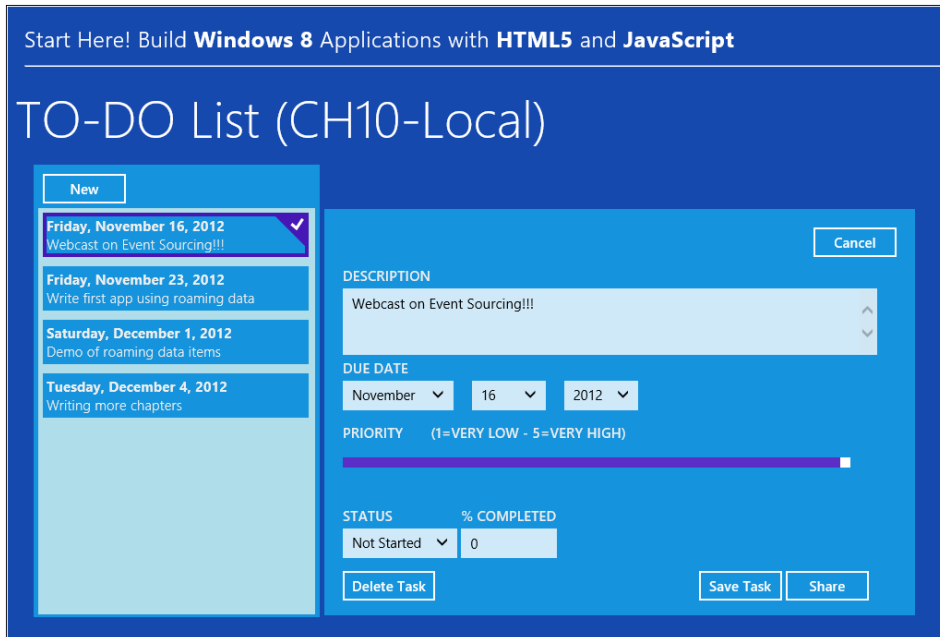 Start Here! Build Windows 8 Applications with HTML5 and JavaScript
TO-DO List (CH10-Local)
New
Friday, November 16, 2012
Webcast on Event Sourcing!!!
Friday, November 23, 2012
Write first app using roaming data
Saturday, December 1, 2012
Demo of roaming data items
Tuesday, December 4, 2012
Writing more chapters
Cancel
DESCRIPTION
Webcast on Event Sourcing!!!
DUE DATE
November 16 2012
PRIORITY (1=VERY LOW - 5=VERY HIGH)
STATUS % COMPLETED
Not Started 0
Delete Task Save Task Share